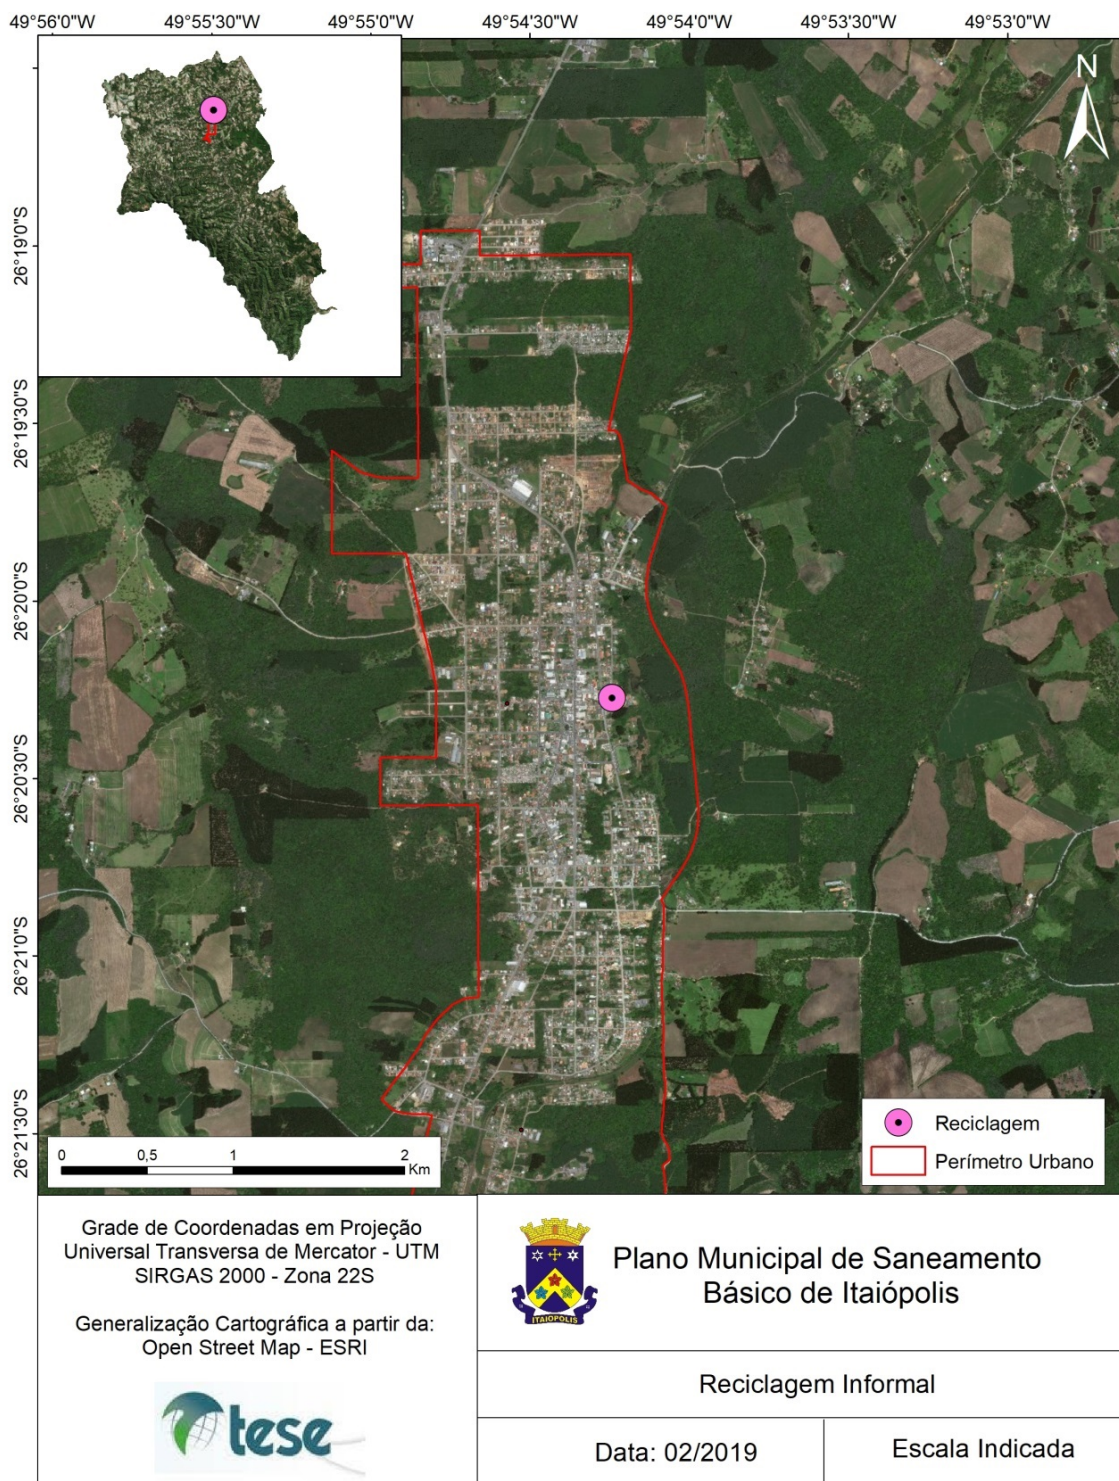 49°56'0"W 49°55'30"W 49°55'0"W 49°54'30"W 49°54'0"W 49°53'30"W 49°53'0"W
N
26°19'0"S
26°19'30"S
26°20'0"S
26°20'30"S
26°21'0"S
26°21'30"S
Reciclagem
Perímetro Urbano
0 0,5 1 2
Km
Grade de Coordenadas em Projeção
Universal Transversa de Mercator - UTM
SIRGAS 2000 - Zona 22S
Generalização Cartográfica a partir da:
Open Street Map - ESRI
tese
ITAIÓPOLIS
Plano Municipal de Saneamento
Básico de Itaiópolis
Reciclagem Informal
Data: 02/2019
Escala Indicada